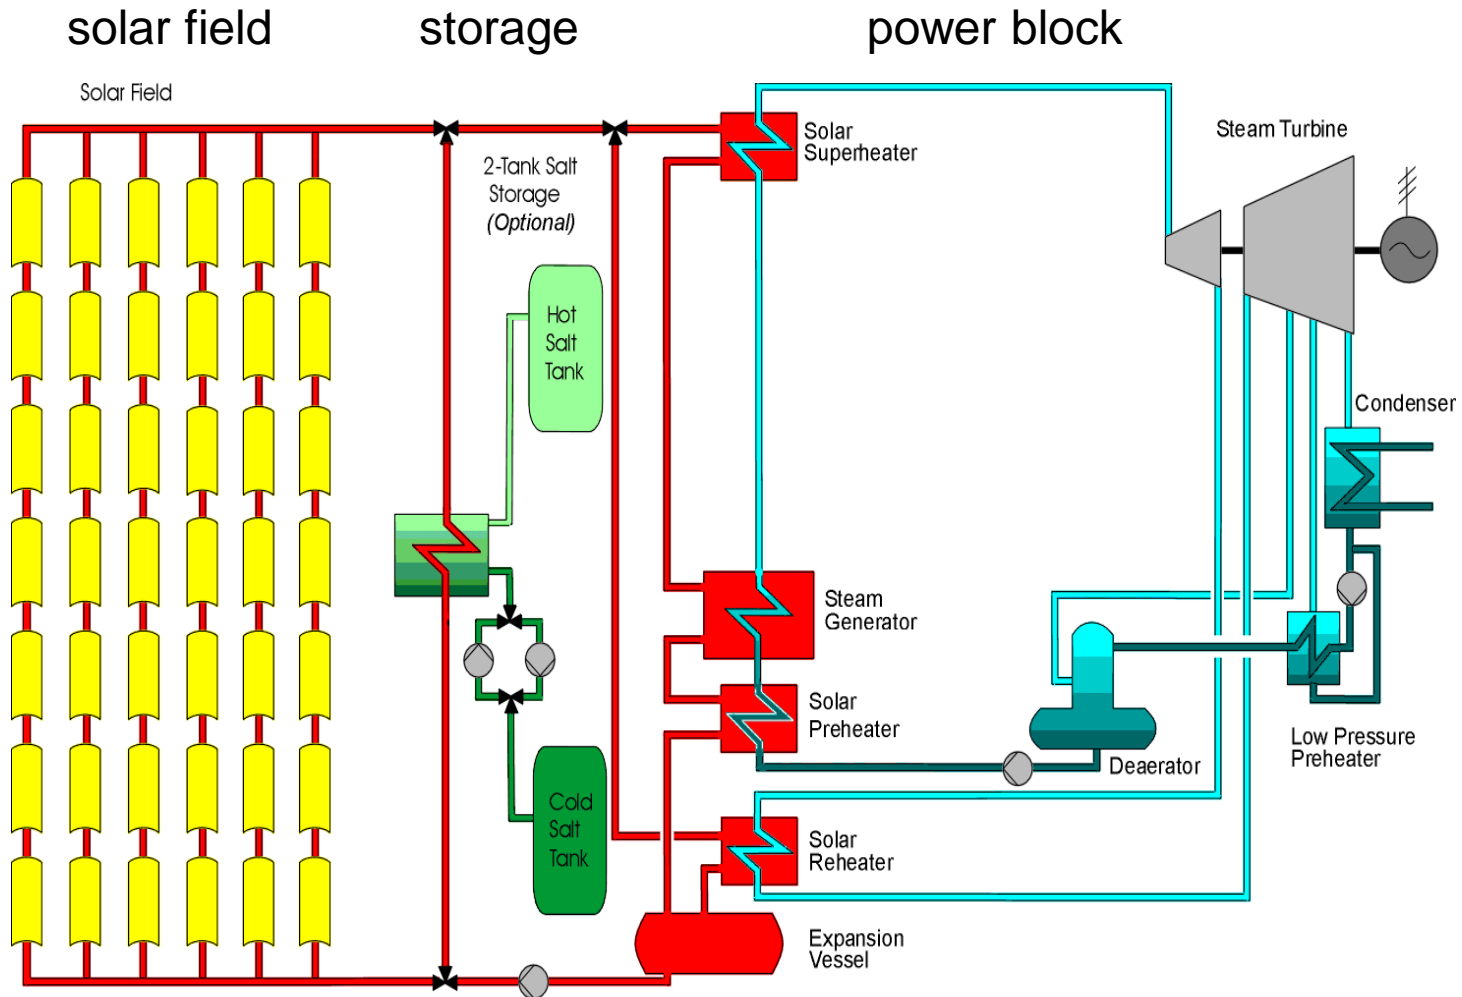 solar field
storage
power block
Solar Field
2-Tank Salt
Storage
(Optional)
Hot
Salt
Tank
Cold
Salt
Tank
Solar
Superheater
Steam Turbine
Condenser
Steam
Generator
Solar
Preheater
Deaerator
Low Pressure
Preheater
Solar
Reheater
Expansion
Vessel